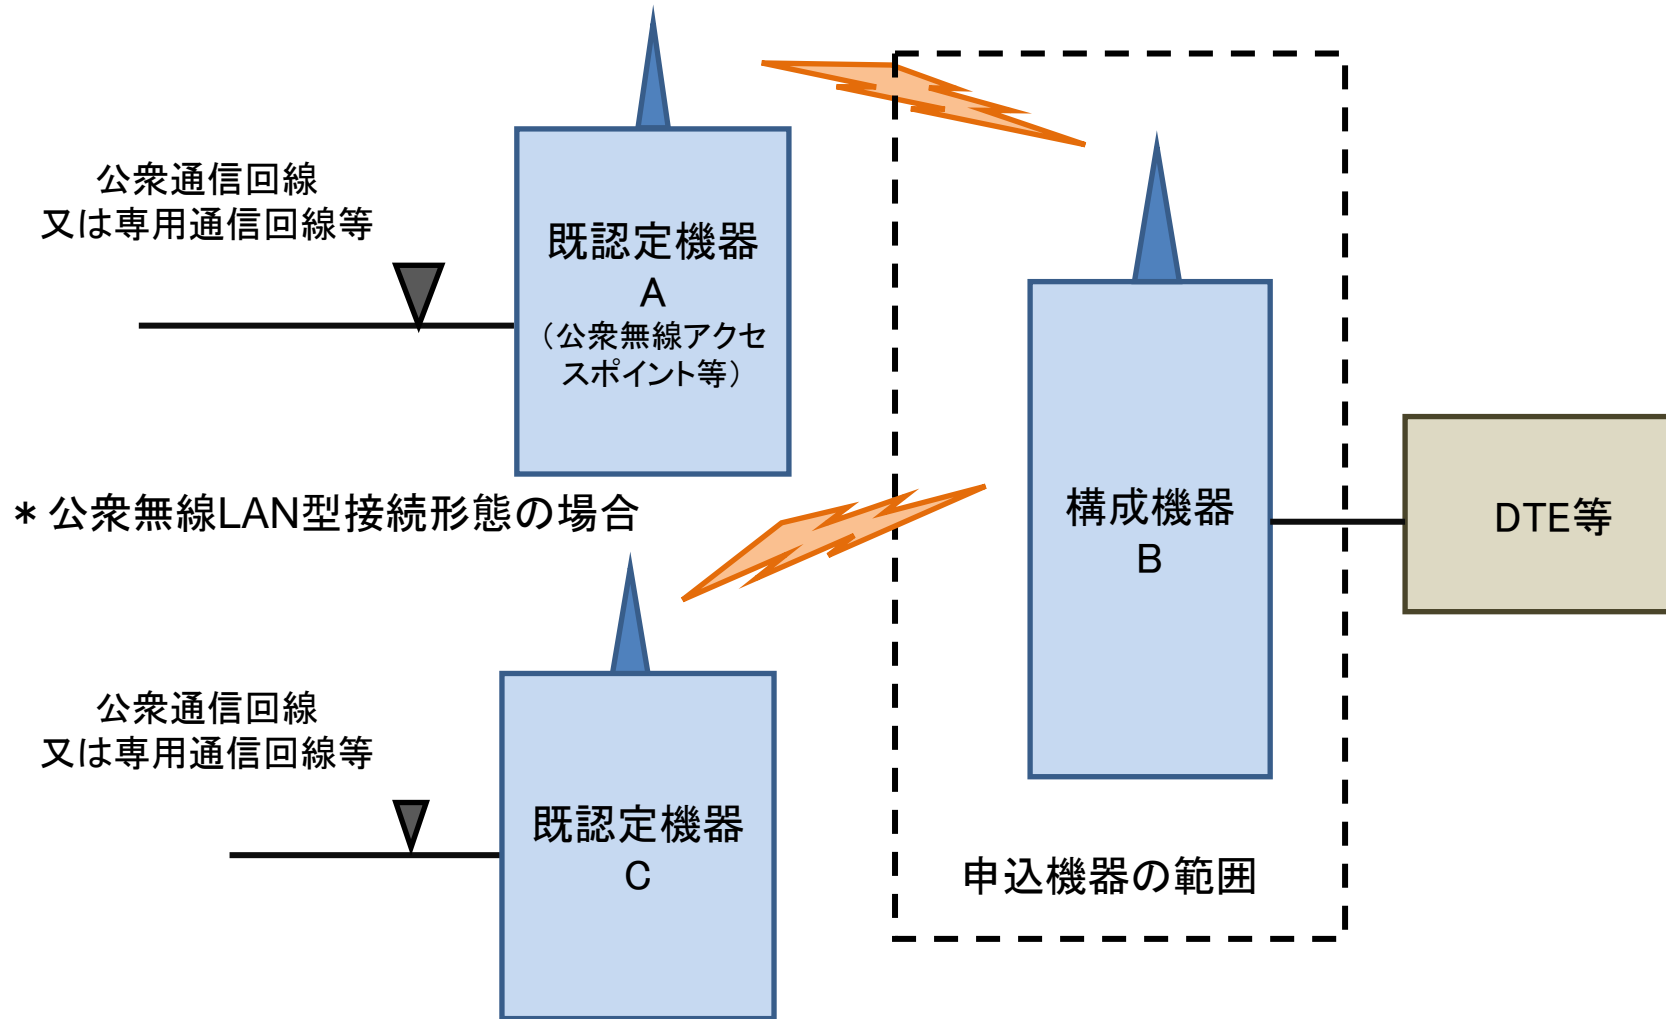 公衆通信回線
又は専用通信回線等
既認定機器
A
（公衆無線アクセ
スポイント等）
＊公衆無線LAN型接続形態の場合
構成機器
B
DTE等
公衆通信回線
又は専用通信回線等
既認定機器
C
申込機器の範囲